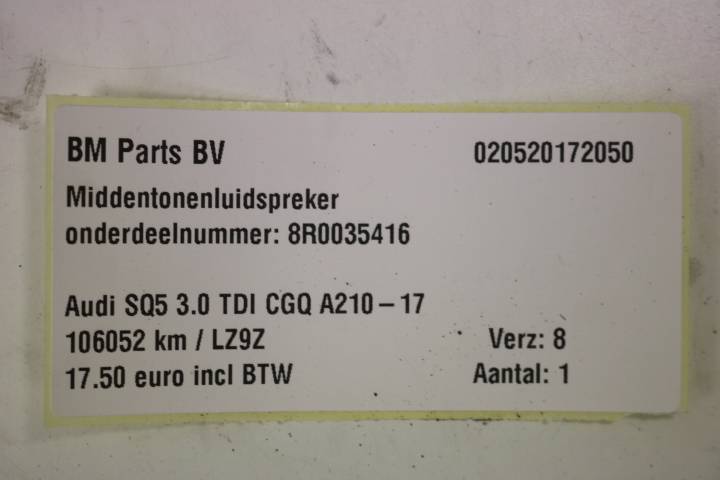 BM Parts BV 020520172050
Middentonenluidspreker
onderdeelnummer: 8R0035416
Audi SQ5 3.0 TDI CGQ A210-17
106052 km / LZ9Z Verz: 8
17.50 euro incl BTW Aantal: 1